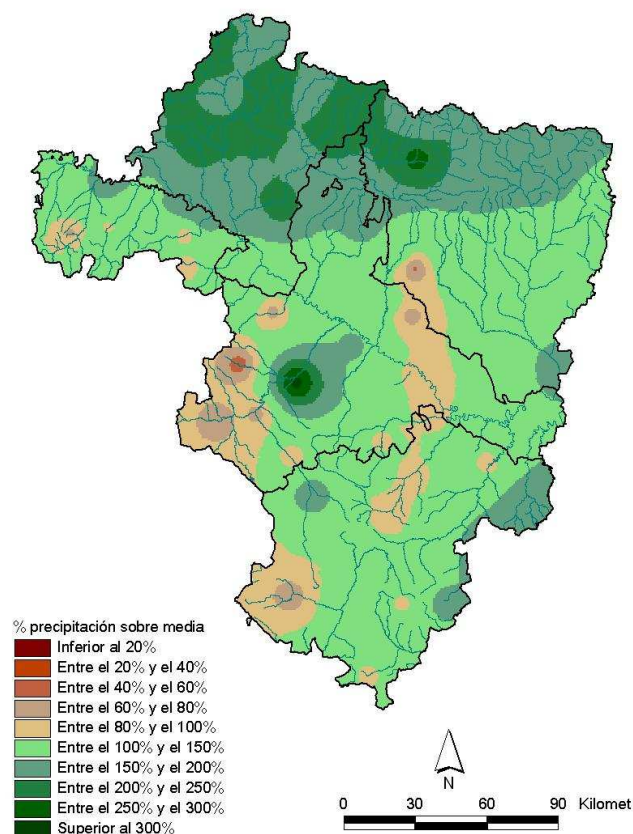 % precipitación sobre media
Inferior al 20%
Entre el 20% y el 40%
Entre el 40% y el 60%
Entre el 60% y el 80%
Entre el 80% y el 100%
Entre el 100% y el 150%
Entre el 150% y el 200%
Entre el 200% y el 250%
Entre el 250% y el 300%
Superior al 300%
N
0 30 60 90 Kilomet